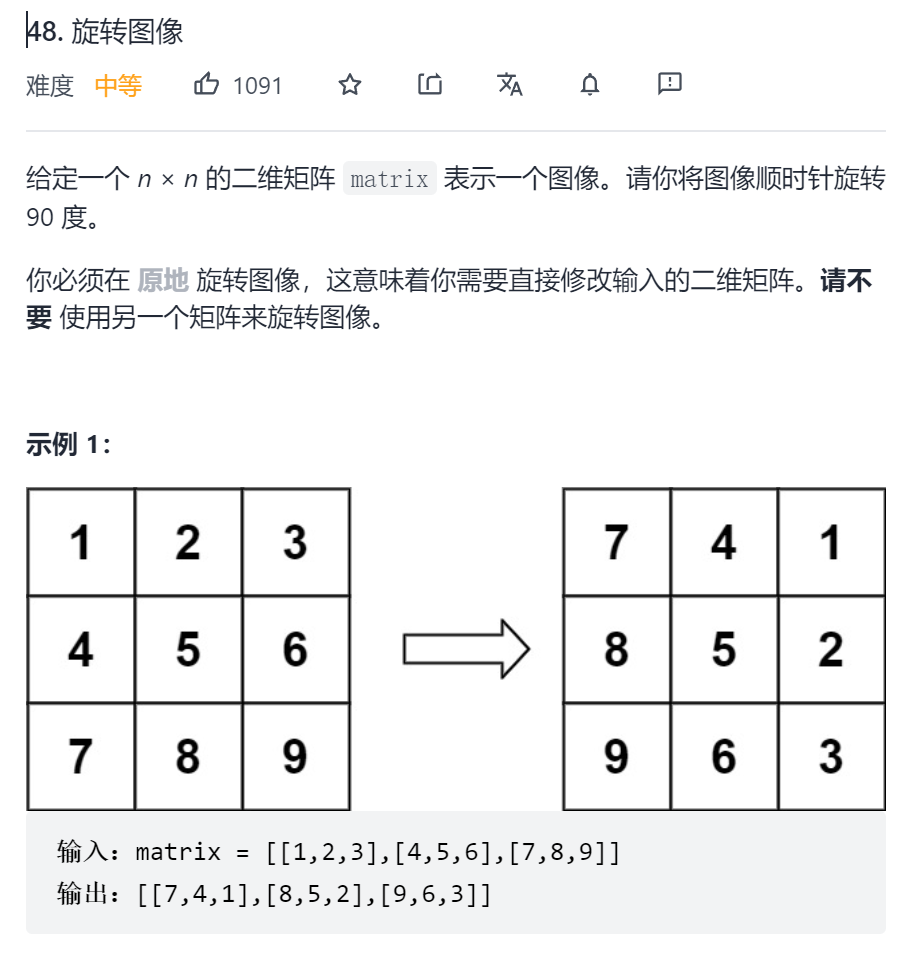 48. 旋转图像
难度 中等 1091
给定一个 n × n 的二维矩阵 matrix 表示一个图像。请你将图像顺时针旋转
90 度。
你必须在 原地 旋转图像，这意味着你需要直接修改输入的二维矩阵。请不
要 使用另一个矩阵来旋转图像。
示例 1：
1 2 3 7 4 1
4 5 6 8 5 2
7 8 9 9 6 3
输入：matrix = [[1,2,3],[4,5,6],[7,8,9]]
输出：[[7,4,1],[8,5,2],[9,6,3]]